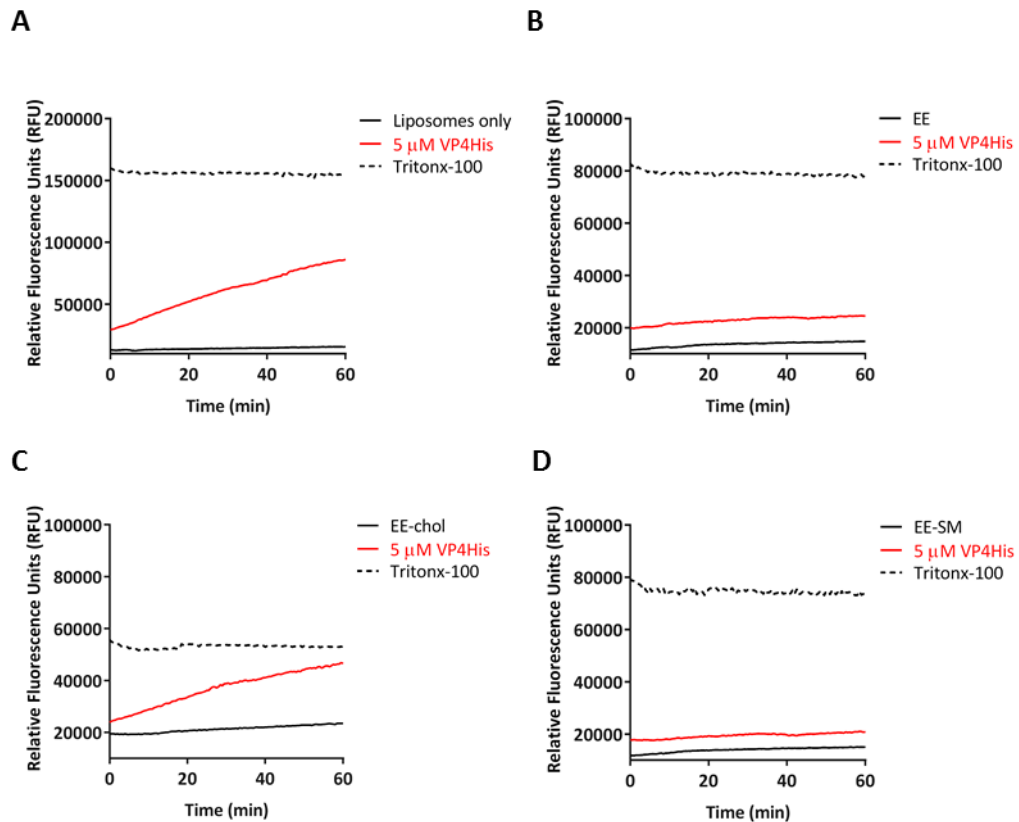 A
Relative Fluorescence Units (RFU)
200000
150000
100000
50000
0
20
40
60
Time (min)
Liposomes only
5 μM VP4His
Tritonx-100
B
Relative Fluorescence Units (RFU)
100000
80000
60000
40000
20000
0
20
40
60
Time (min)
EE
5 μM VP4His
Tritonx-100
C
Relative Fluorescence Units (RFU)
100000
80000
60000
40000
20000
0
20
40
60
Time (min)
EE-chol
5 μM VP4His
Tritonx-100
D
Relative Fluorescence Units (RFU)
100000
80000
60000
40000
20000
0
20
40
60
Time (min)
EE-SM
5 μM VP4His
Tritonx-100